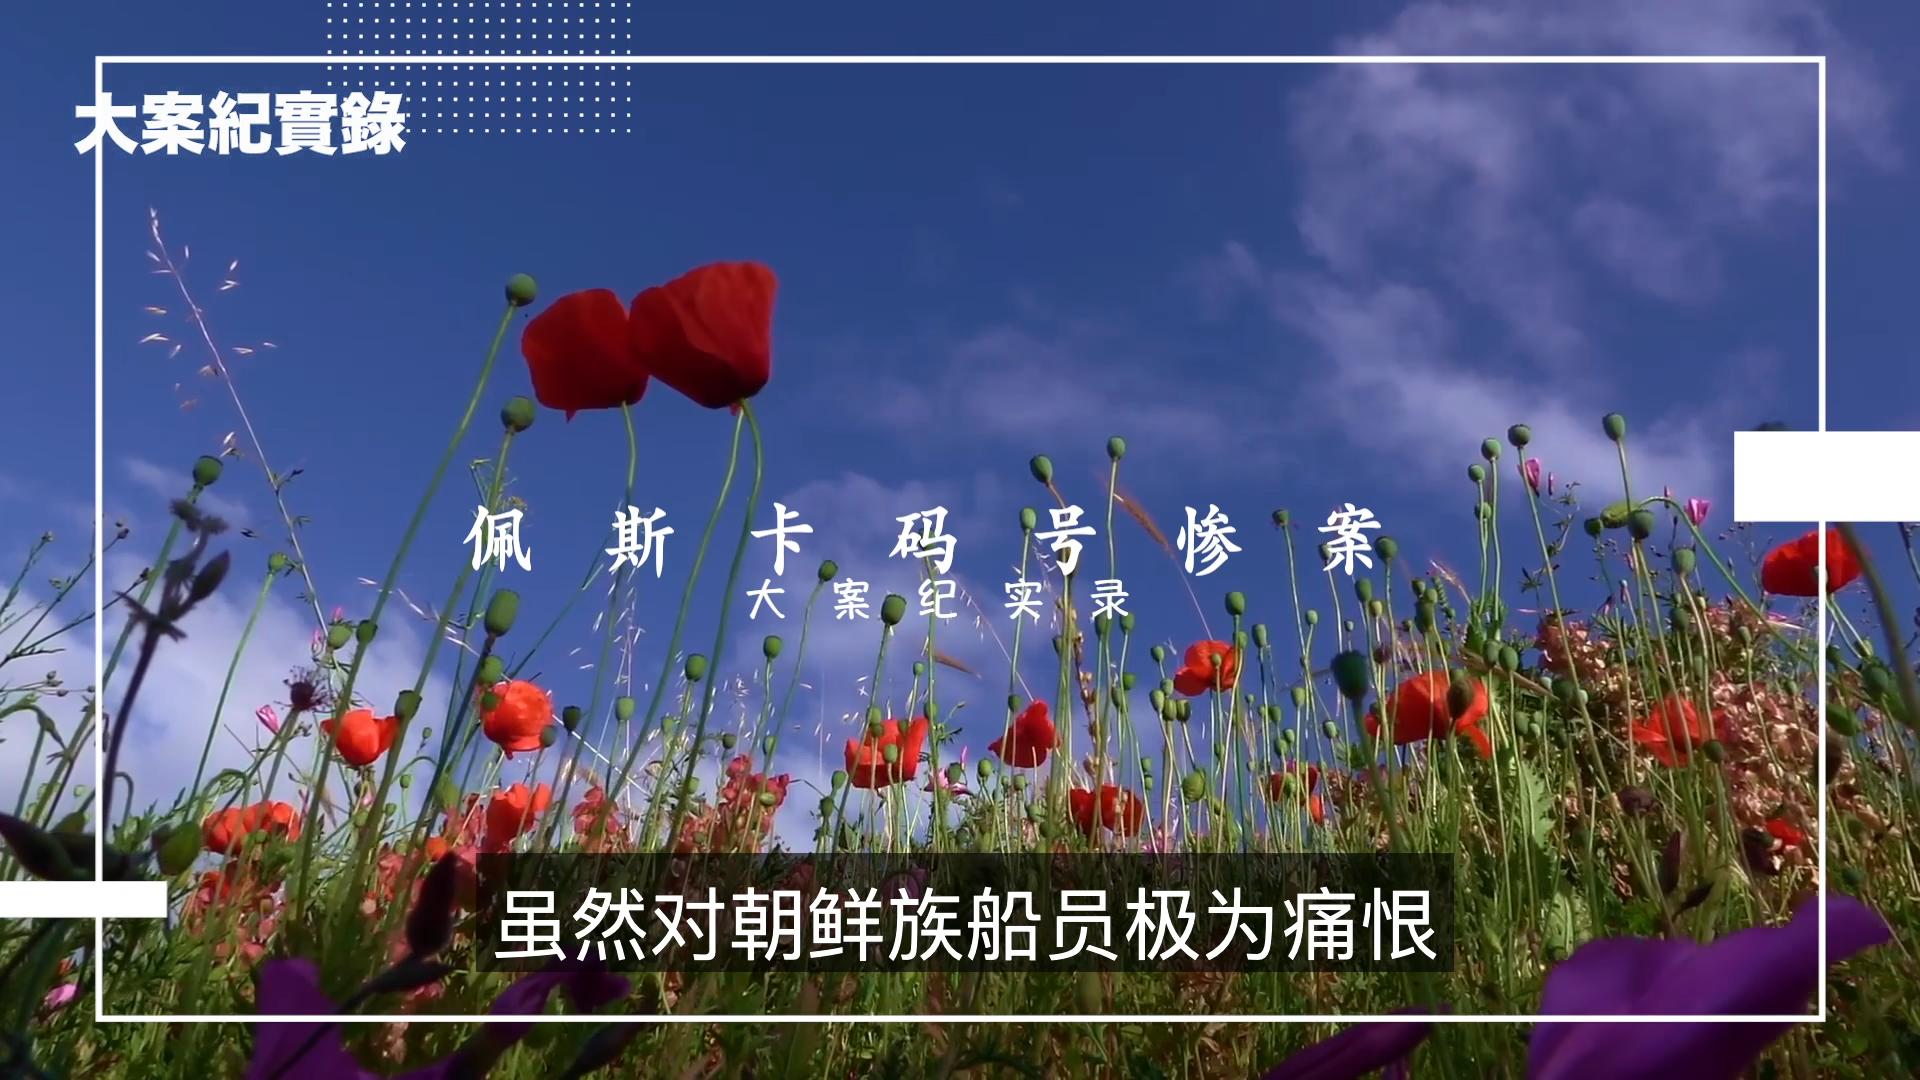 大案紀實錄
佩斯卡码号惨案
大案纪实录
虽然对朝鲜族船员极为痛恨